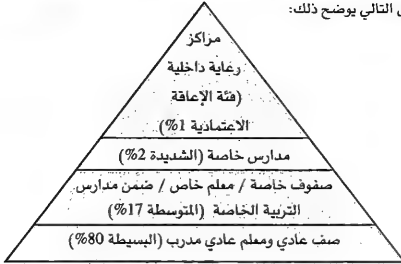 ل التالي يوضح ذلك:
مراكز
رعاية داخلية
(فئة الإعاقة
الاعتمادية 1%)
مدارس خاصة (الشديدة 2%)
صفوف خاصة / معلم خاص / ضمن مدارس
التربية الخاصة (المتوسطة 17%)
صف عادي ومعلم عادي مدرب (البسيطة 80%)